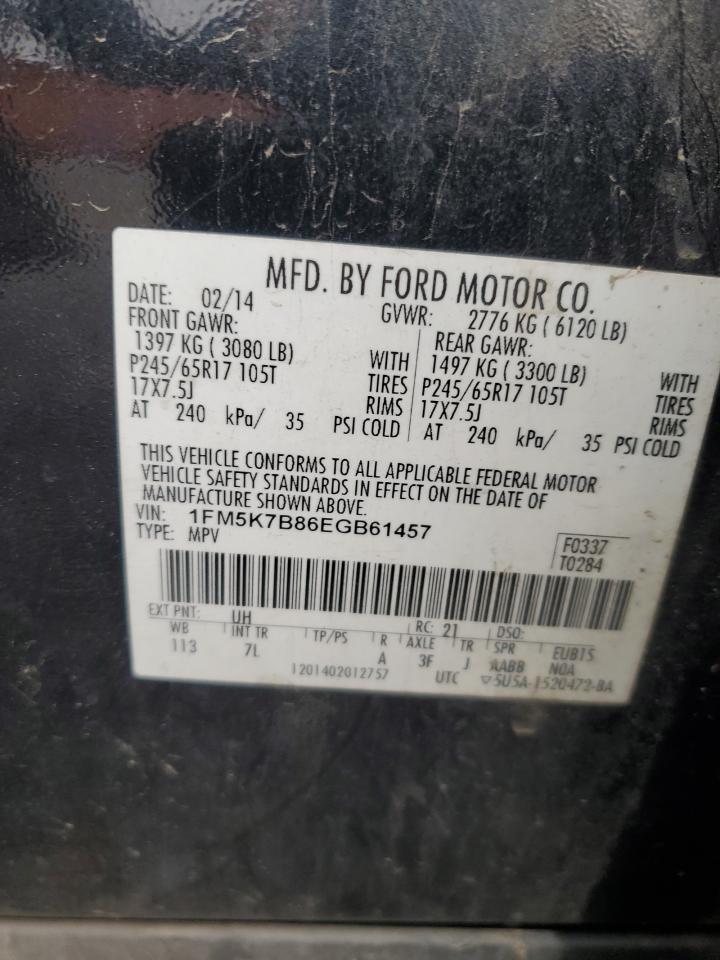 MFD. BY FORD MOTOR CO.
DATE: 02/14 GVWR: 2776 KG ( 6120 LB)
FRONT GAWR: REAR GAWR:
1397 KG ( 3080 LB) WITH 1497 KG ( 3300 LB) WITH
P245/65R17 105T TIRES P245/65R17 105T TIRES
17X7.5J RIMS 17X7.5J RIMS
AT 240 kPa/ 35 PSI COLD AT 240 kPa/ 35 PSI COLD
THIS VEHICLE CONFORMS TO ALL APPLICABLE FEDERAL MOTOR
VEHICLE SAFETY STANDARDS IN EFFECT ON THE DATE OF
MANUFACTURE SHOWN ABOVE.
VIN: 1FM5K7B86EGB61457
TYPE: MPV F0337
T0284
EXT PNT: UH RC: 21 DSO:
WB INT TR TP/PS R AXLE TR SPR EUB15
113 7L A 3F J AABB N0A
1201402012757 UTC ▽5U5A-1520472-BA